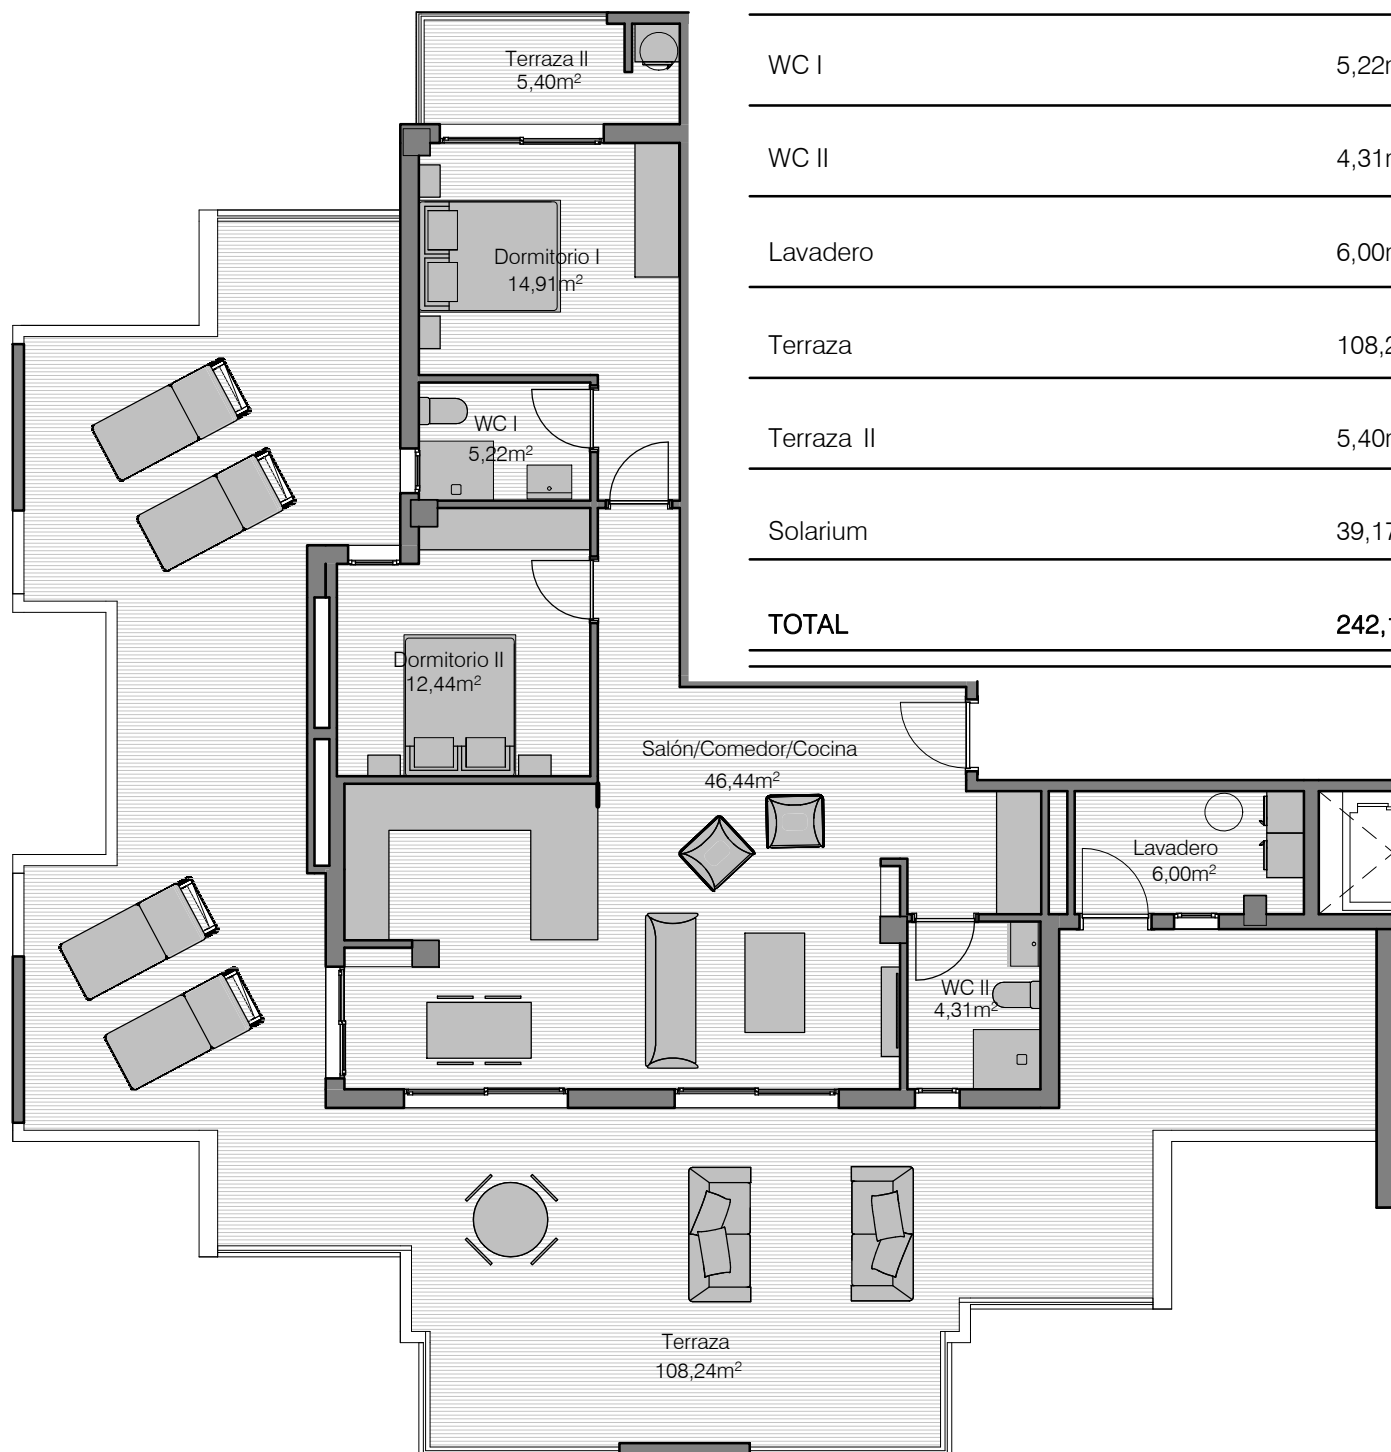 WC I 5,22m
WC II 4,31m
Lavadero 6,00m
Terraza 108,2
Terraza II 5,40m
Solarium 39,17
TOTAL 242,1
Terraza II
5,40m²
Dormitorio I
14,91m²
WC I
5,22m²
Dormitorio II
12,44m²
Salón/Comedor/Cocina
46,44m²
Lavadero
6,00m²
WC II
4,31m²
Terraza
108,24m²